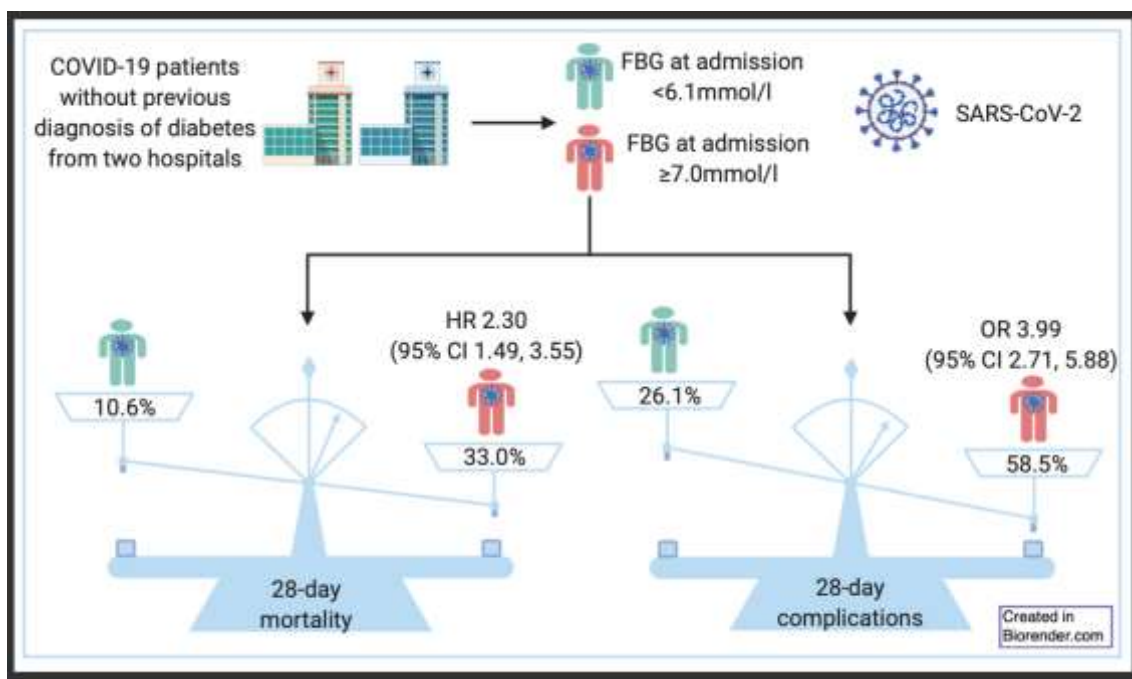 COVID-19 patients
without previous
diagnosis of diabetes
from two hospitals
FBG at admission
<6.1mmol/l
FBG at admission
≥7.0mmol/l
SARS-CoV-2
HR 2.30
(95% CI 1.49, 3.55)
10.6%
33.0%
28-day
mortality
OR 3.99
(95% CI 2.71, 5.88)
26.1%
58.5%
28-day
complications
Created in
Biorender.com